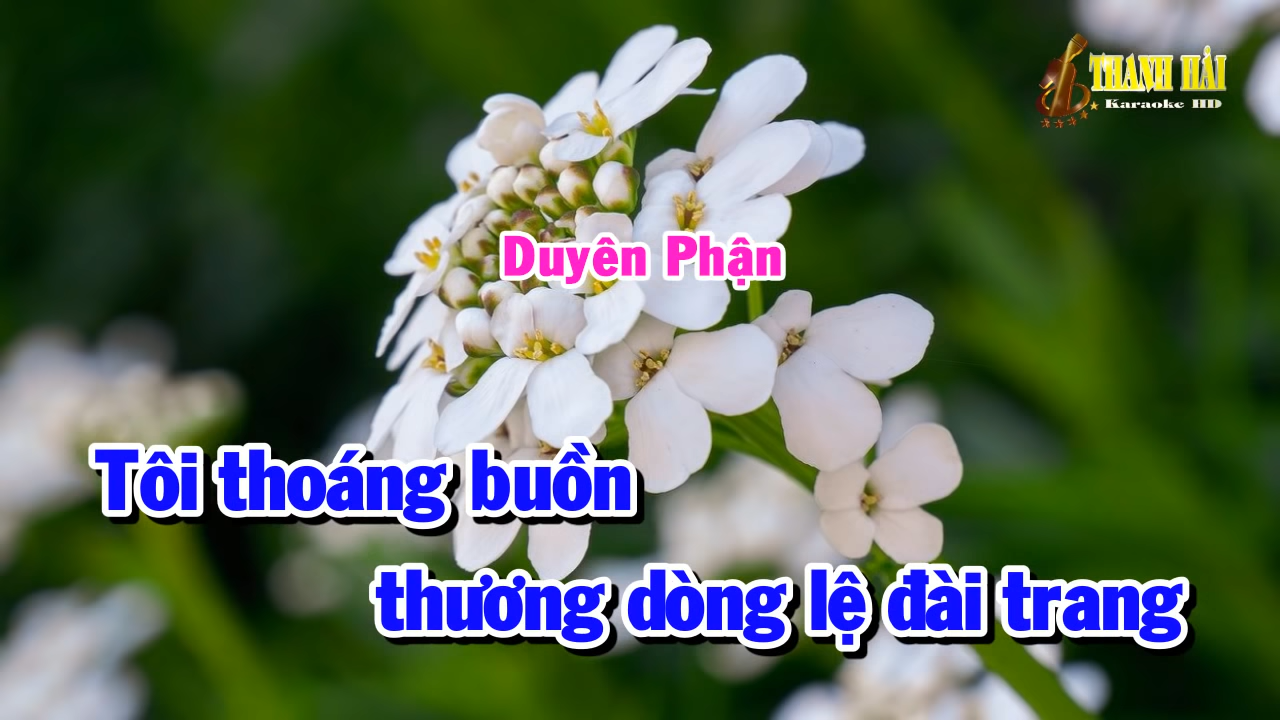 THANH HẢI
Karaoke HD
Duyên Phận
Tôi thoáng buồn
thương dòng lệ đài trang